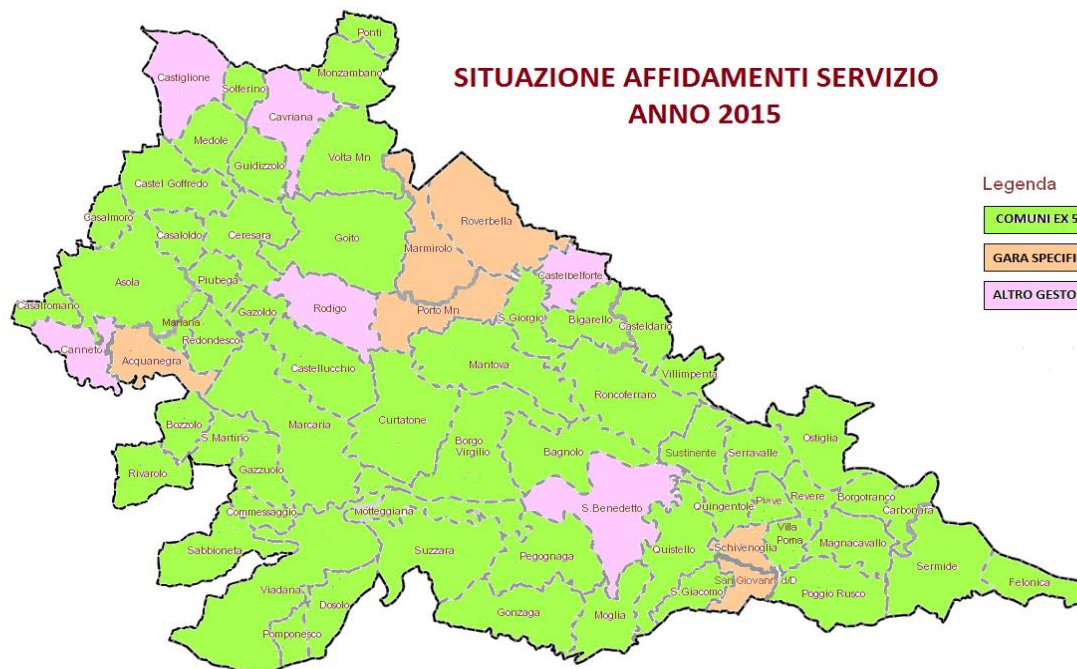 SITUAZIONE AFFIDAMENTI SERVIZIO
ANNO 2015
Legenda
COMUNI EX 5
GARA SPECIFI
ALTRO GESTO
Ponti
Monzambano
Castiglione
Solferino
Cavriana
Medole
Guidizzolo
Volta Mn
Castel Goffredo
Casalmoro
Casaloldo
Ceresara
Goito
Roverbella
Marmirolo
Asola
Piubega
Castelbelforte
Casalromano
Mariana
Gazoldo
Rodigo
Porto Mn
S.Giorgio
Bigarello
Casteldario
Canneto
Acquanegra
Redondesco
Castellucchio
Mantova
Villimpenta
Roncoferraro
Bozzolo
S.Martino
Marcaria
Curtatone
Borgo
Virgilio
Bagnolo
Sustinente
Serravalle
Ostiglia
Rivarolo
Gazzuolo
Commessaggio
Motteggiana
S.Benedetto
Quingentole
Pieve
Revere
Borgofranco
Carbonara
Sabbioneta
Suzzara
Pegognaga
Quistello
Schivenoglia
Villa
Poma
Magnacavallo
Sermide
Felonica
Viadana
Dosolo
Pomponesco
Gonzaga
Moglia
S.Giacomo
San Giovanni d/D
Poggio Rusco